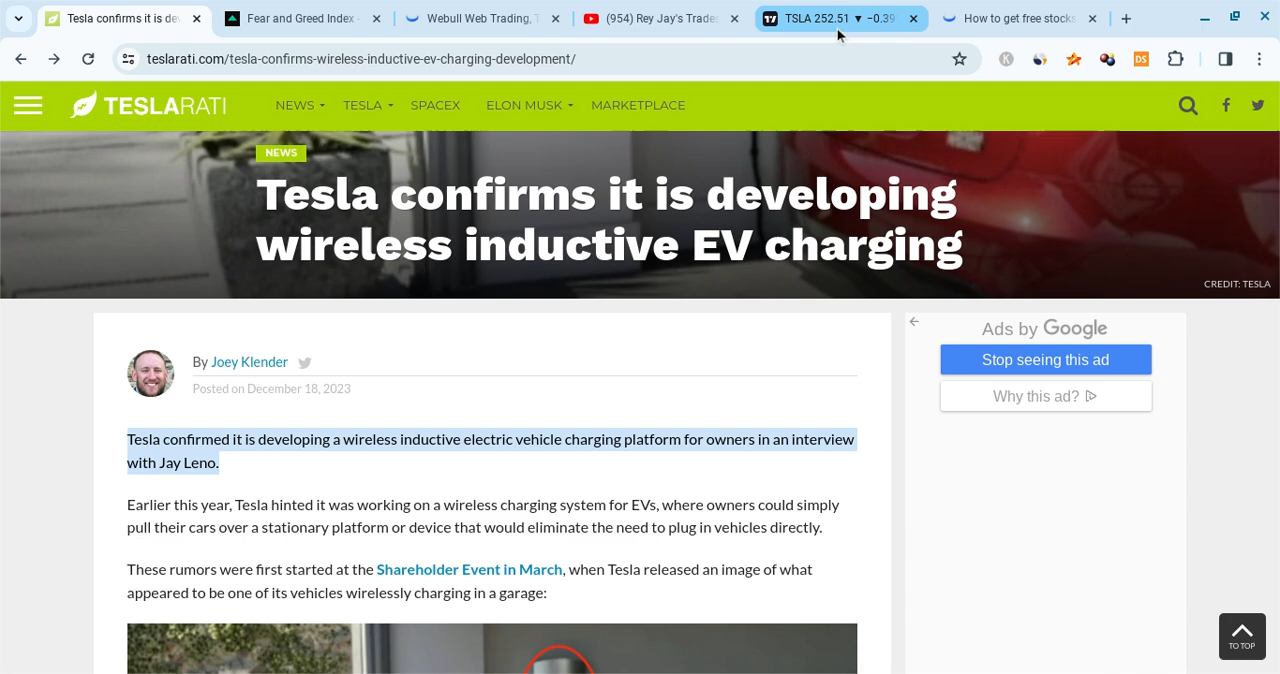 Tesla confirms it is de
Fear and Greed Index -
Webull Web Trading, T
(954) Rey Jay's Trades
TSLA 252.51 ▼ −0.39
How to get free stocks
teslarati.com/tesla-confirms-wireless-inductive-ev-charging-development/
K
DS
TESLARATI
NEWS
TESLA
SPACEX
ELON MUSK
MARKETPLACE
NEWS
Tesla confirms it is developing
wireless inductive EV charging
CREDIT: TESLA
By Joey Klender
Posted on December 18, 2023
Tesla confirmed it is developing a wireless inductive electric vehicle charging platform for owners in an interview
with Jay Leno.
Earlier this year, Tesla hinted it was working on a wireless charging system for EVs, where owners could simply
pull their cars over a stationary platform or device that would eliminate the need to plug in vehicles directly.
These rumors were first started at the Shareholder Event in March, when Tesla released an image of what
appeared to be one of its vehicles wirelessly charging in a garage:
Ads by Google
Stop seeing this ad
Why this ad?
TO TOP